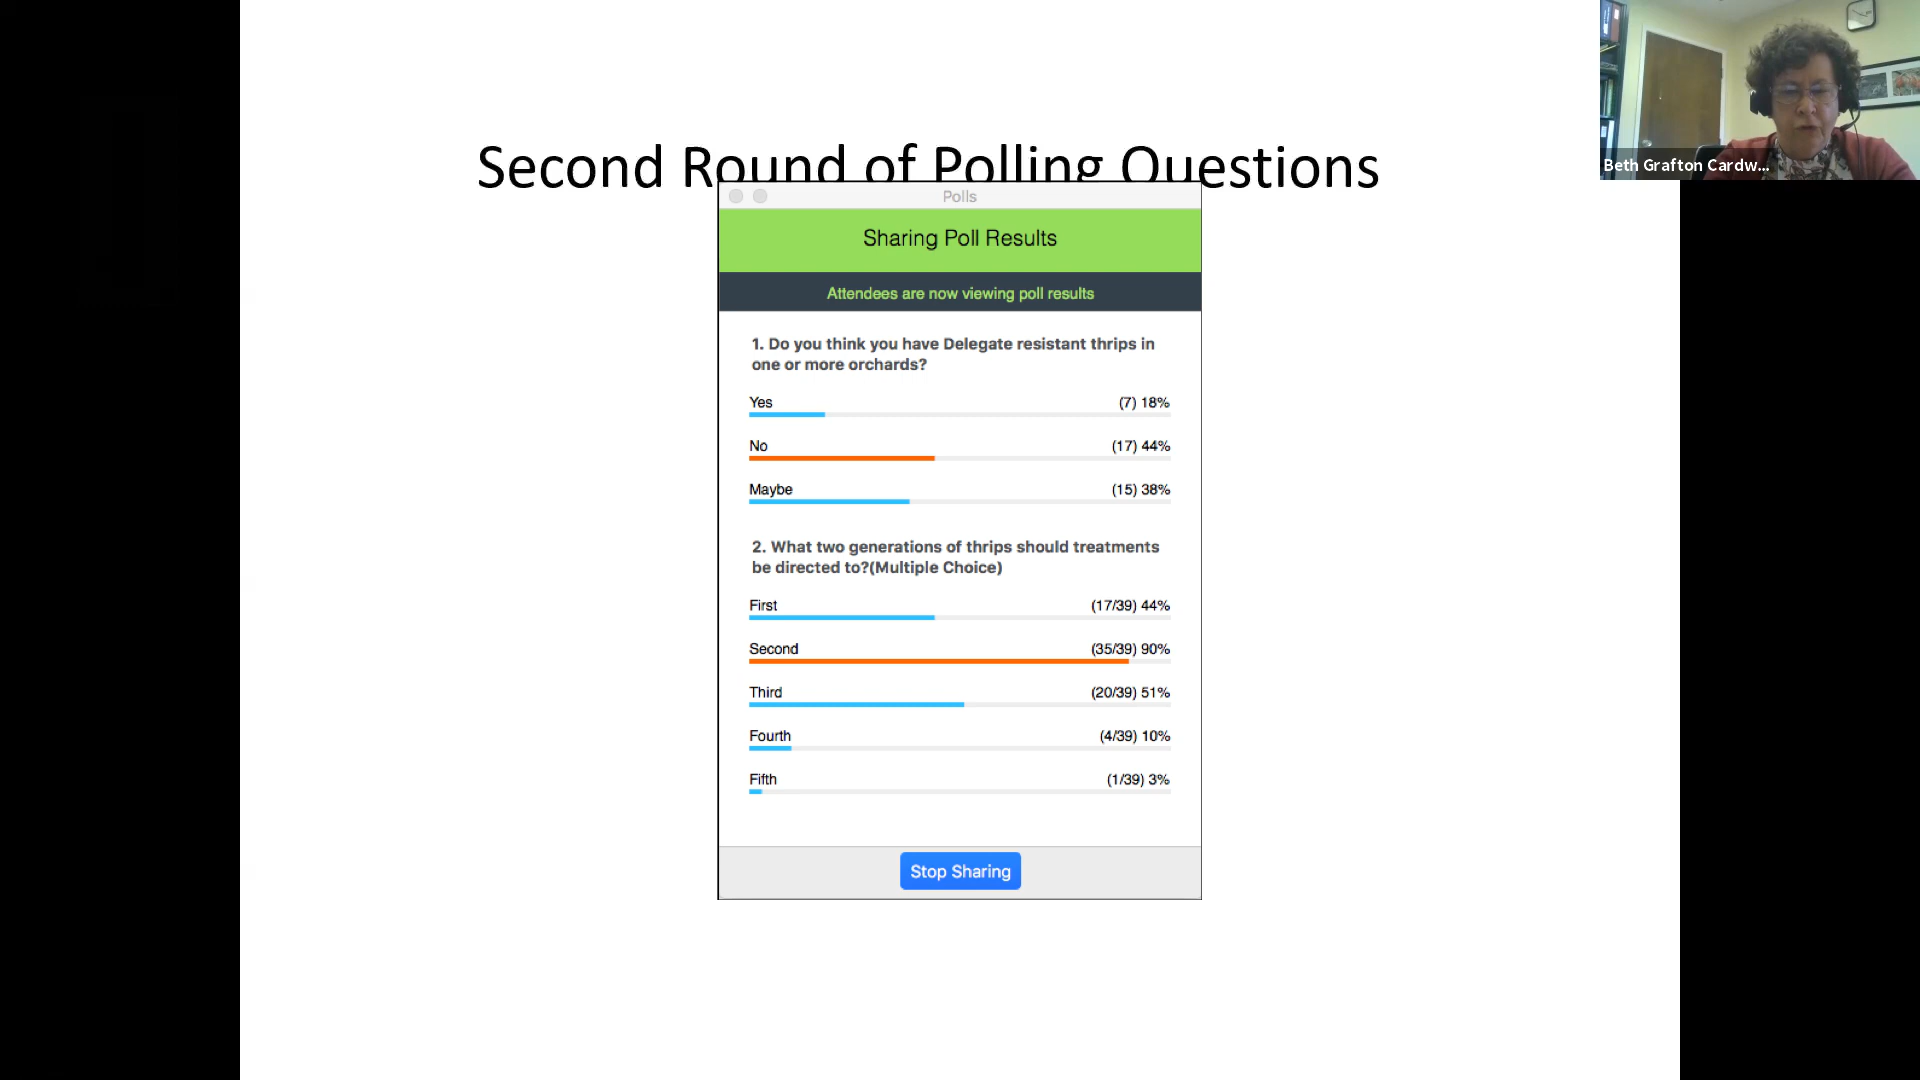 Second Round of Polling Questions
Polls
Sharing Poll Results
Attendees are now viewing poll results
1. Do you think you have Delegate resistant thrips in
one or more orchards?
Yes (7) 18%
No (17) 44%
Maybe (15) 38%
2. What two generations of thrips should treatments
be directed to?(Multiple Choice)
First (17/39) 44%
Second (35/39) 90%
Third (20/39) 51%
Fourth (4/39) 10%
Fifth (1/39) 3%
Stop Sharing
Beth Grafton Cardw...